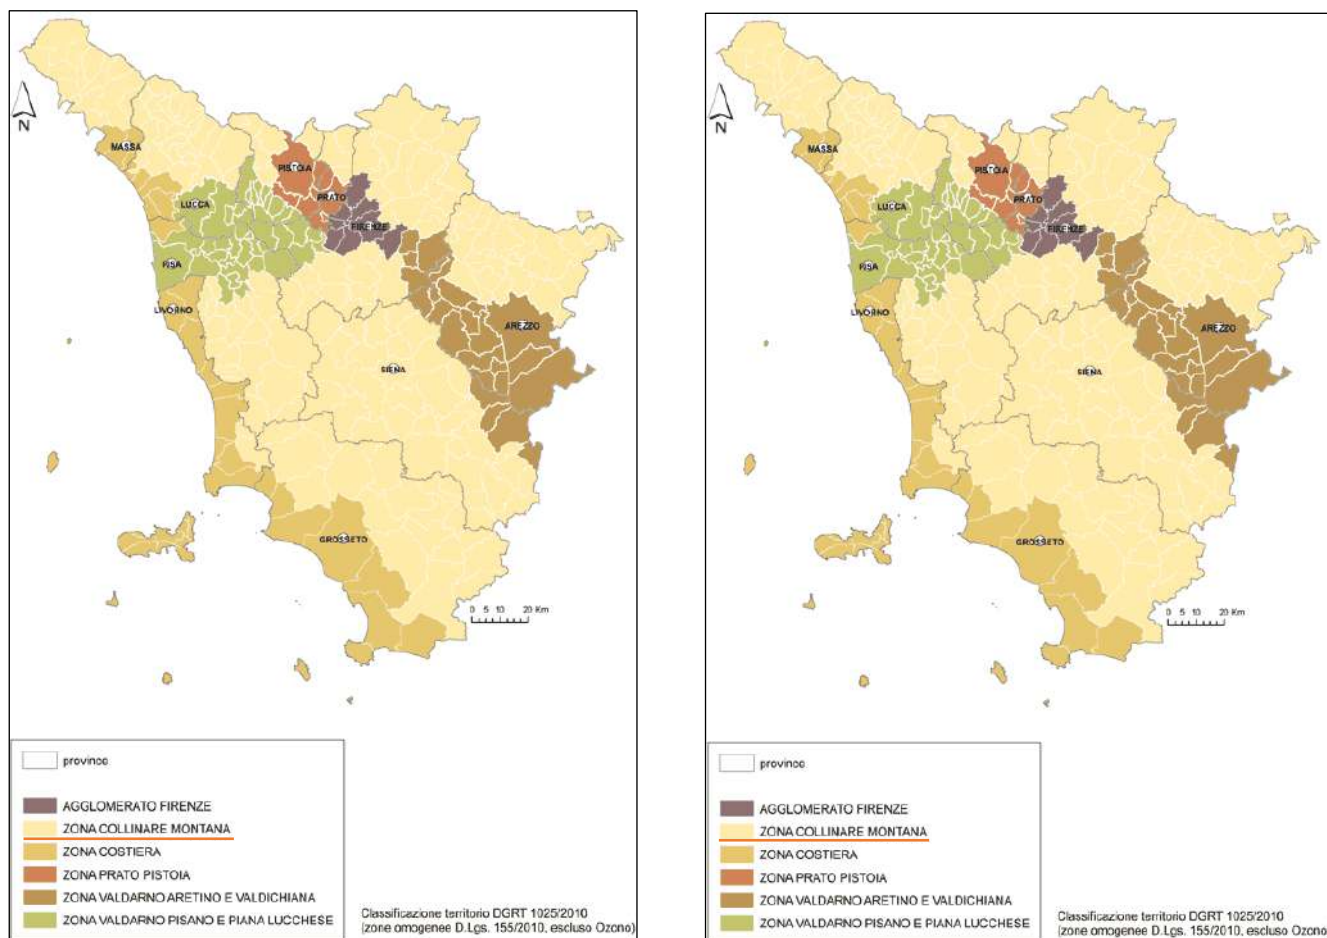 N
MASSA
PISTOIA
PRATO
LUCCA
FIRENZE
PISA
LIVORNO
AREZZO
SIENA
GROSSETO
0 5 10 20 Km
province
AGGLOMERATO FIRENZE
ZONA COLLINARE MONTANA
ZONA COSTIERA
ZONA PRATO PISTOIA
ZONA VALDARNO ARETINO E VALDICHIANA
ZONA VALDARNO PISANO E PIANA LUCCHESE
Classificazione territorio DGRT 1025/2010
(zone omogenee D.Lgs. 155/2010, escluso Ozono)
N
MASSA
PISTOIA
PRATO
LUCCA
FIRENZE
PISA
LIVORNO
AREZZO
SIENA
GROSSETO
0 5 10 20 Km
province
AGGLOMERATO FIRENZE
ZONA COLLINARE MONTANA
ZONA COSTIERA
ZONA PRATO PISTOIA
ZONA VALDARNO ARETINO E VALDICHIANA
ZONA VALDARNO PISANO E PIANA LUCCHESE
Classificazione territorio DGRT 1025/2010
(zone omogenee D.Lgs. 155/2010, escluso Ozono